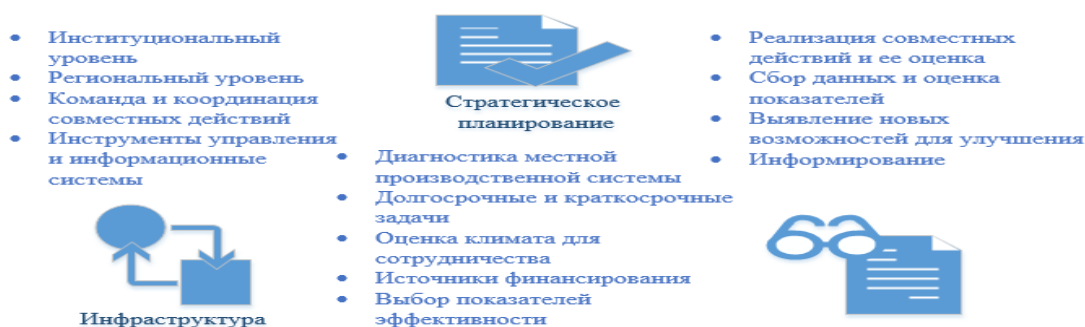 Институциональный
уровень
Региональный уровень
Команда и координация
совместных действий
Инструменты управления
и информационные
системы
Инфраструктура
Стратегическое
планирование
Диагностика местной
производственной системы
Долгосрочные и краткосрочные
задачи
Оценка климата для
сотрудничества
Источники финансирования
Выбор показателей
эффективности
Реализация совместных
действий и ее оценка
Сбор данных и оценка
показателей
Выявление новых
возможностей для улучшения
Информирование